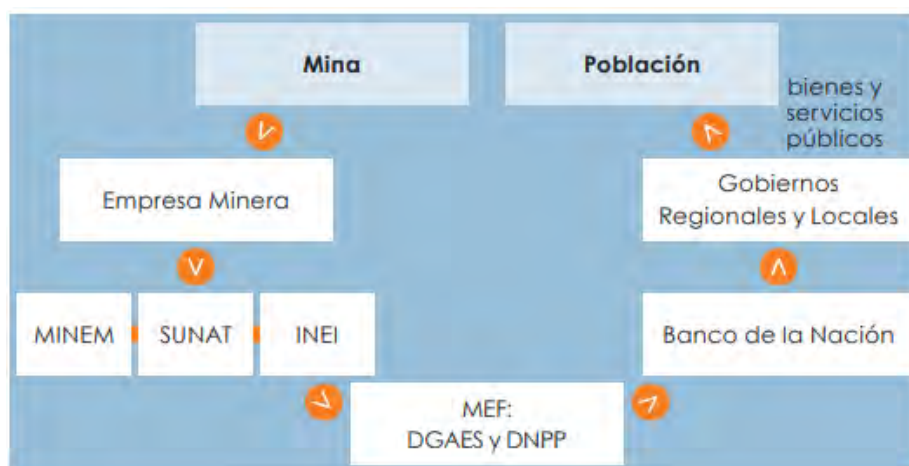 Mina
Población
bienes y
servicios
públicos
Empresa Minera
Gobiernos
Regionales y Locales
MINEM
SUNAT
INEI
Banco de la Nación
MEF:
DGAES y DNPP